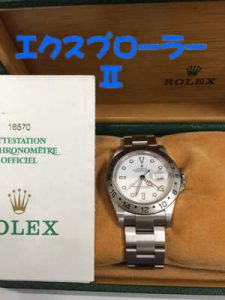 エクスプローラー
Ⅱ
ROLEX
16570
ATTESTATION
CHRONOMÈTRE
OFFICIEL
ROLEX